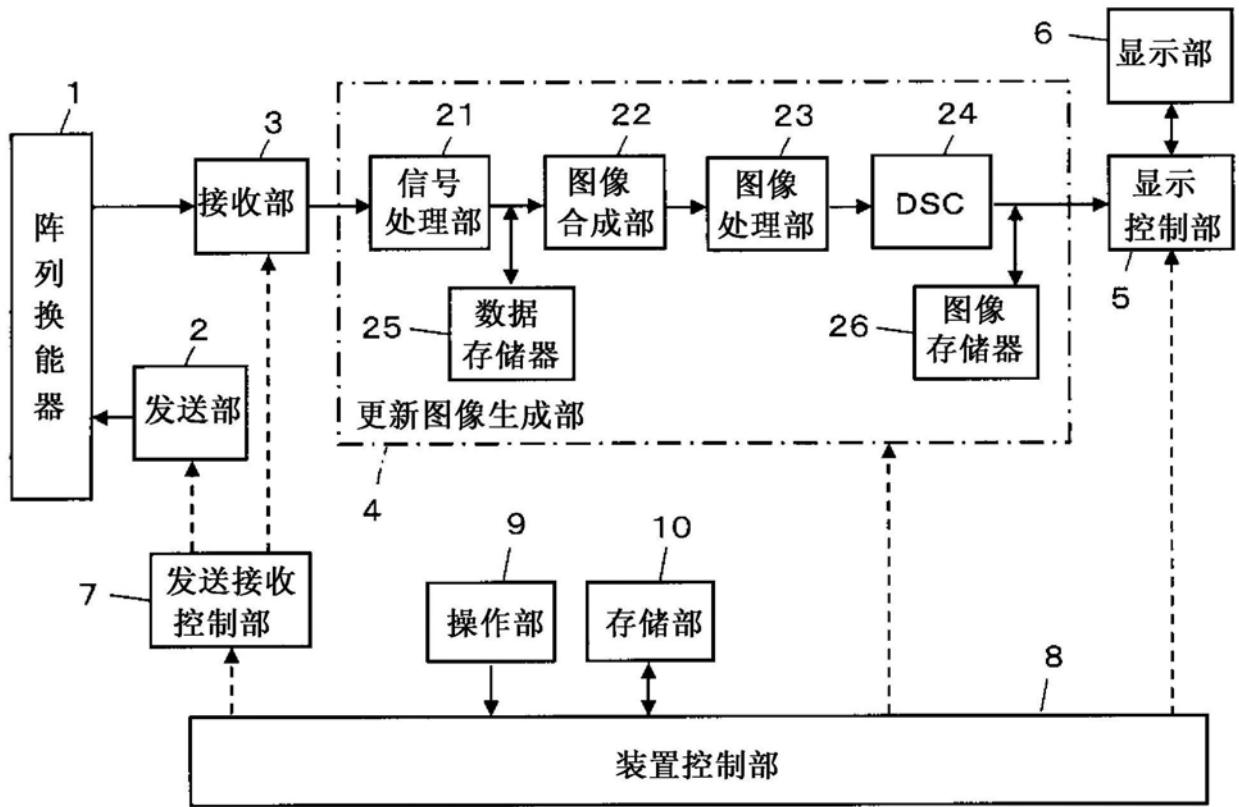 6
显示部
1
阵
列
换
能
器
3
接收部
21
信号
处理部
22
图像
合成部
23
图像
处理部
24
DSC
显示
控制部
5
25
数据
存储器
26
图像
存储器
2
发送部
更新图像生成部
4
7
发送接收
控制部
9
操作部
10
存储部
8
装置控制部